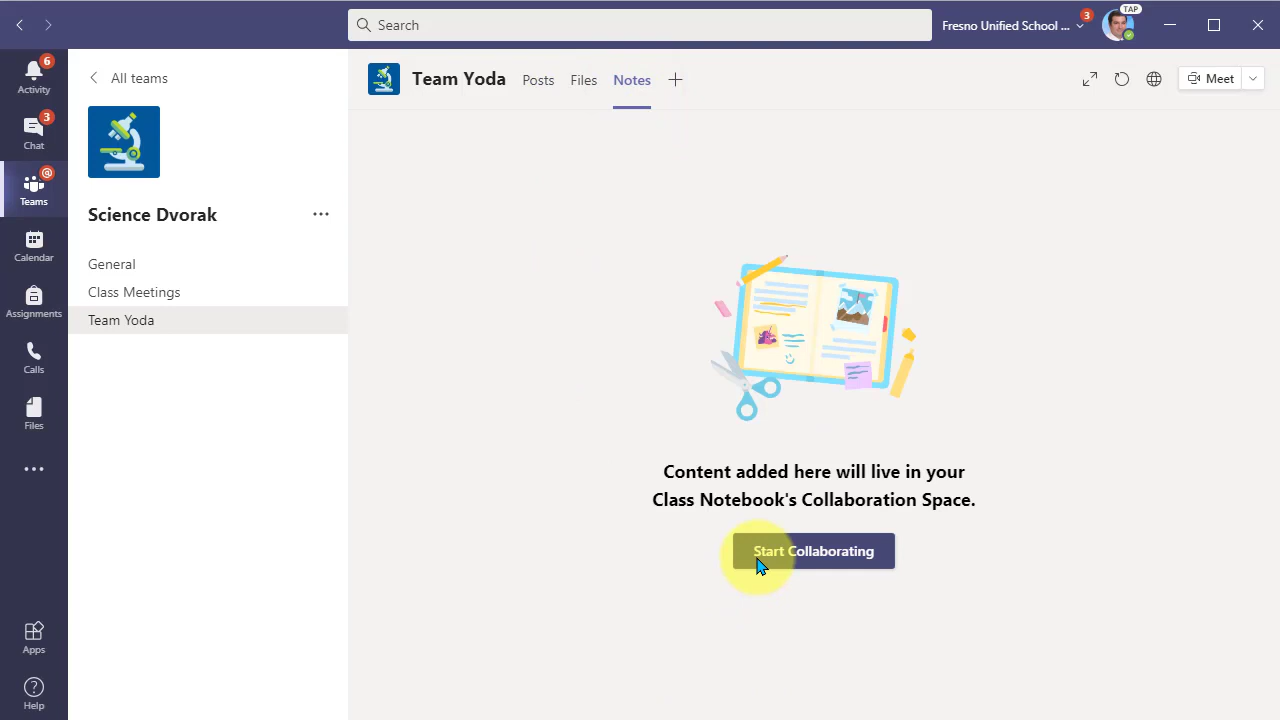 Search
Fresno Unified School ...
3
TAP
6
Activity
3
Chat
@
Teams
Calendar
Assignments
Calls
Files
...
Apps
Help
All teams
Science Dvorak
...
General
Class Meetings
Team Yoda
Team Yoda
Posts
Files
Notes
Meet
Content added here will live in your
Class Notebook's Collaboration Space.
Start Collaborating